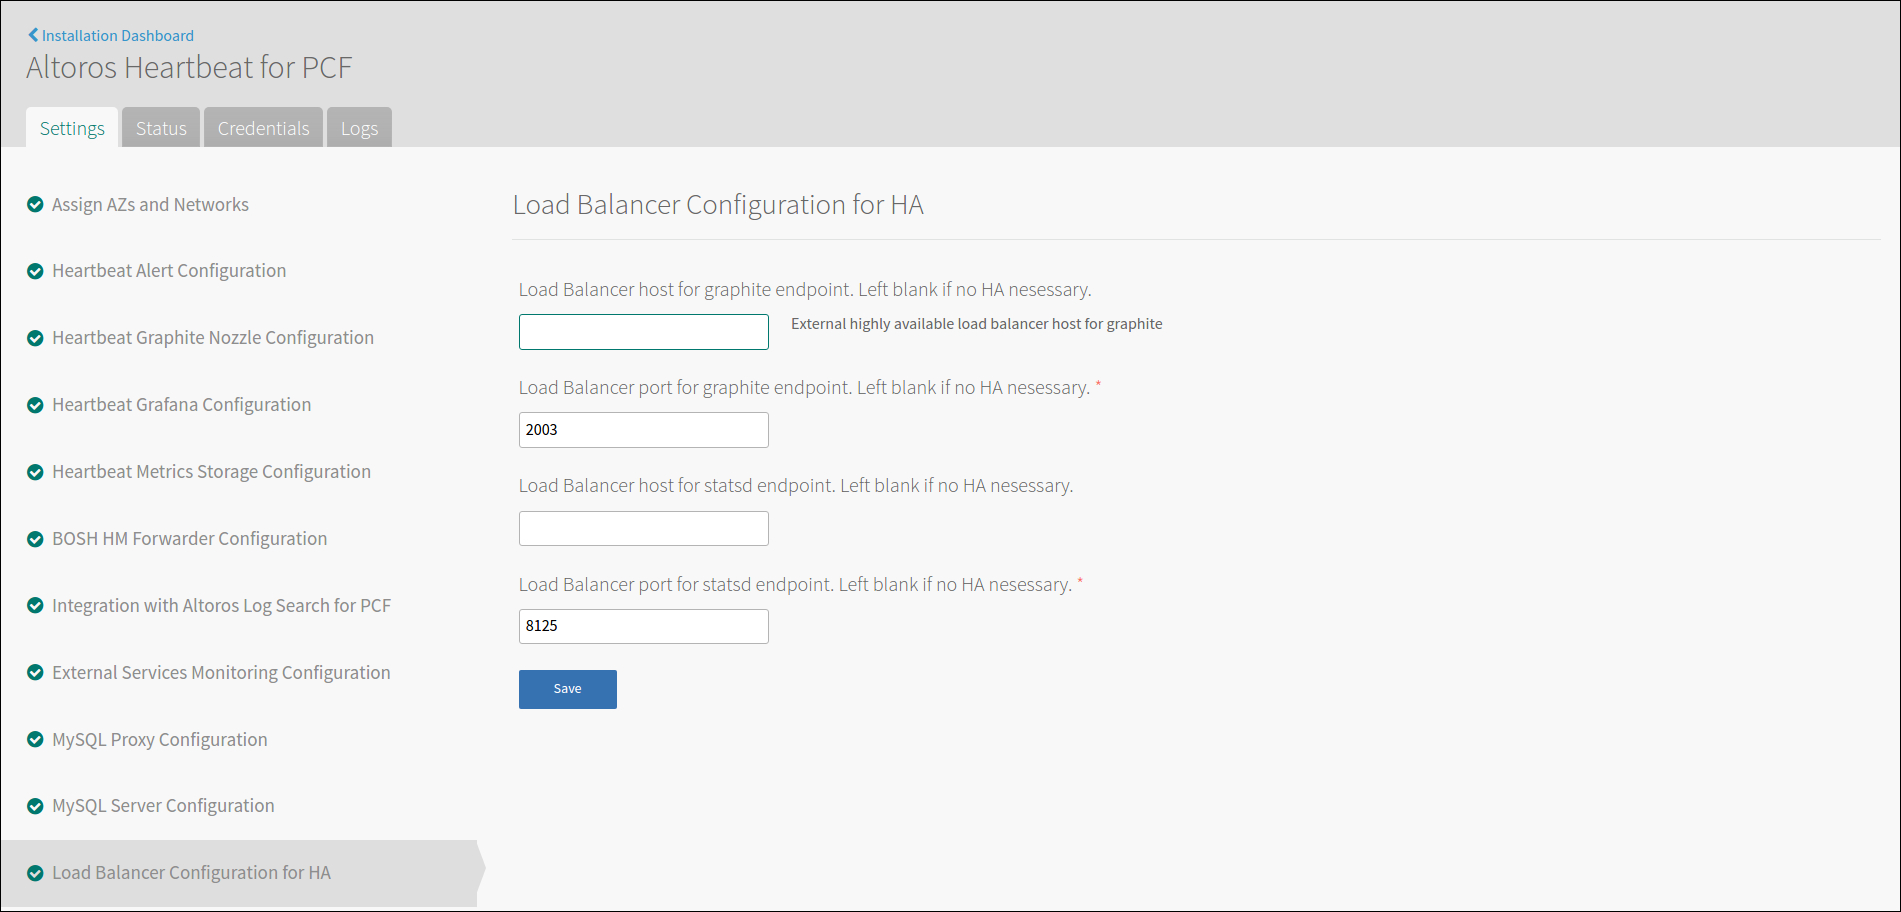 Installation Dashboard
Altoros Heartbeat for PCF
Settings
Status
Credentials
Logs
Assign AZs and Networks
Heartbeat Alert Configuration
Heartbeat Graphite Nozzle Configuration
Heartbeat Grafana Configuration
Heartbeat Metrics Storage Configuration
BOSH HM Forwarder Configuration
Integration with Altoros Log Search for PCF
External Services Monitoring Configuration
MySQL Proxy Configuration
MySQL Server Configuration
Load Balancer Configuration for HA
Load Balancer Configuration for HA
Load Balancer host for graphite endpoint. Left blank if no HA nesessary.
External highly available load balancer host for graphite
Load Balancer port for graphite endpoint. Left blank if no HA nesessary. *
2003
Load Balancer host for statsd endpoint. Left blank if no HA nesessary.
Load Balancer port for statsd endpoint. Left blank if no HA nesessary. *
8125
Save